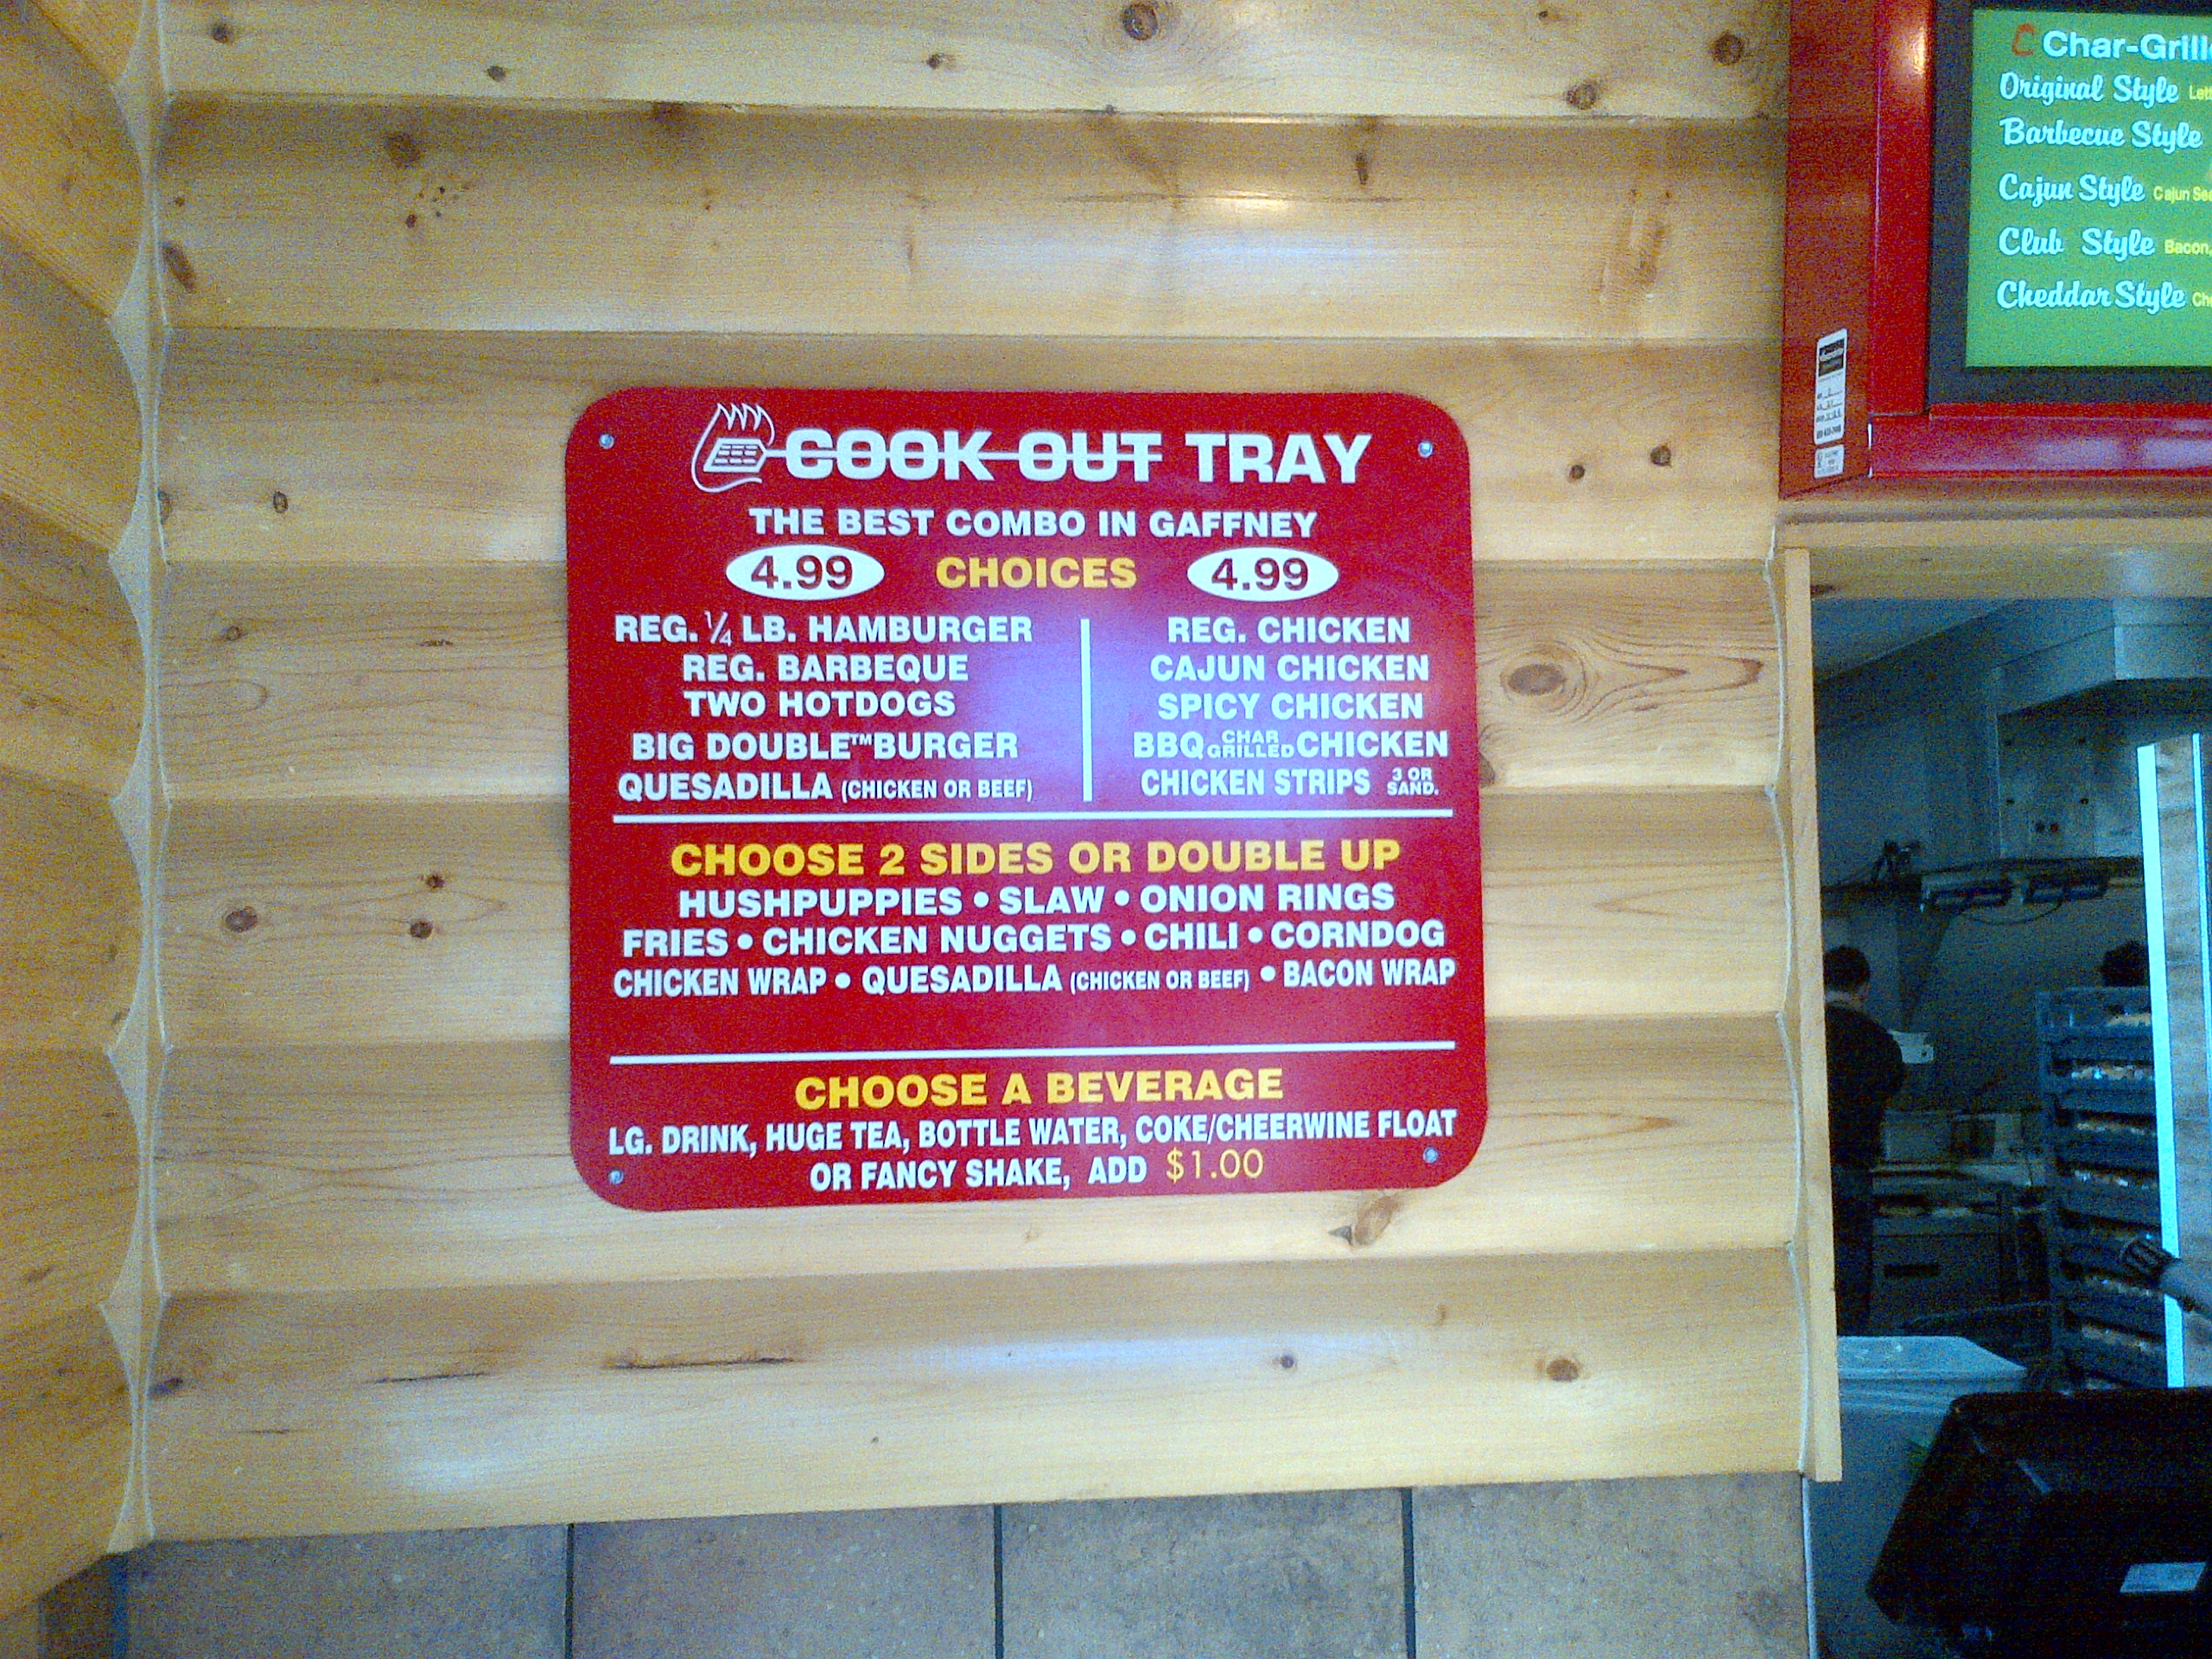 COOK OUT TRAY
THE BEST COMBO IN GAFFNEY
4.99 CHOICES 4.99
REG. ¼ LB. HAMBURGER
REG. BARBEQUE
TWO HOTDOGS
BIG DOUBLE™ BURGER
QUESADILLA (CHICKEN OR BEEF)
REG. CHICKEN
CAJUN CHICKEN
SPICY CHICKEN
BBQ CHAR GRILLED CHICKEN
CHICKEN STRIPS 3 OR SAND.
CHOOSE 2 SIDES OR DOUBLE UP
HUSHPUPPIES • SLAW • ONION RINGS
FRIES • CHICKEN NUGGETS • CHILI • CORNDOG
CHICKEN WRAP • QUESADILLA (CHICKEN OR BEEF) • BACON WRAP
CHOOSE A BEVERAGE
LG. DRINK, HUGE TEA, BOTTLE WATER, COKE/CHEERWINE FLOAT
OR FANCY SHAKE, ADD $1.00
Char-Grill
Original Style Lett
Barbecue Style
Cajun Style Cajun Sea
Club Style Bacon,
Cheddar Style Che